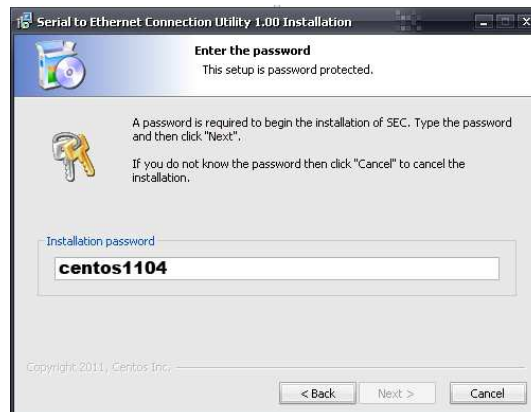 Serial to Ethernet Connection Utility 1.00 Installation
Enter the password
This setup is password protected.
A password is required to begin the installation of SEC. Type the password
and then click "Next".
If you do not know the password then click "Cancel" to cancel the
installation.
Installation password
centos1104
Copyright 2011, Centos Inc.
< Back
Next >
Cancel